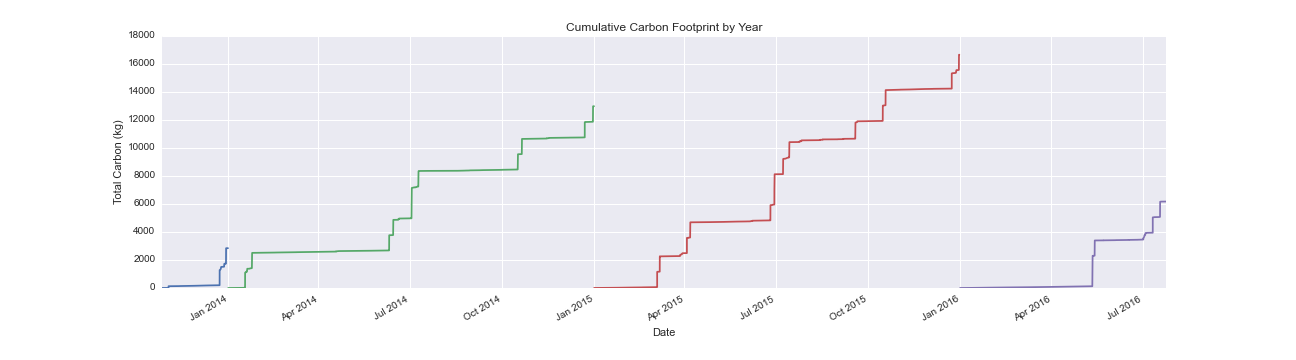 Cumulative Carbon Footprint by Year
Total Carbon (kg)
18000
16000
14000
12000
10000
8000
6000
4000
2000
0
Jan 2014
Apr 2014
Jul 2014
Oct 2014
Jan 2015
Apr 2015
Jul 2015
Oct 2015
Jan 2016
Apr 2016
Jul 2016
Date